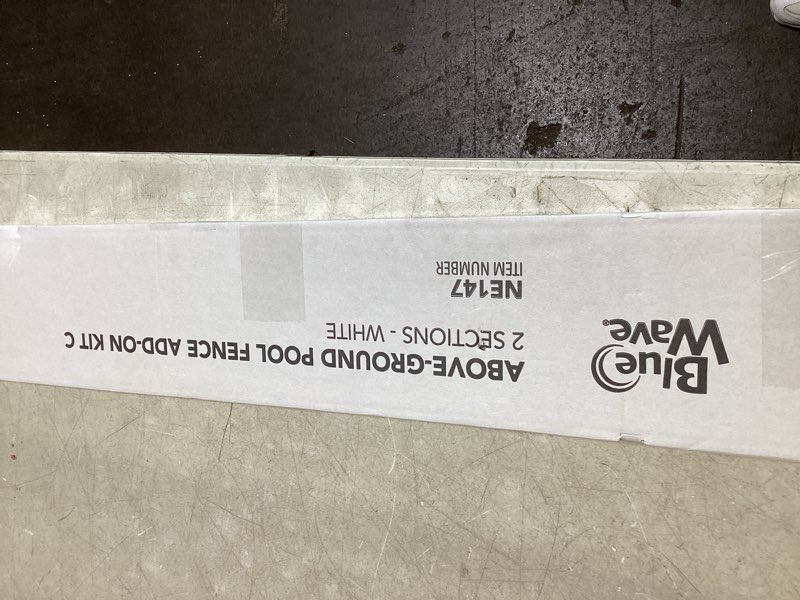 Blue
Wave®
ABOVE-GROUND POOL FENCE ADD-ON KIT C
2 SECTIONS - WHITE
NE147
ITEM NUMBER